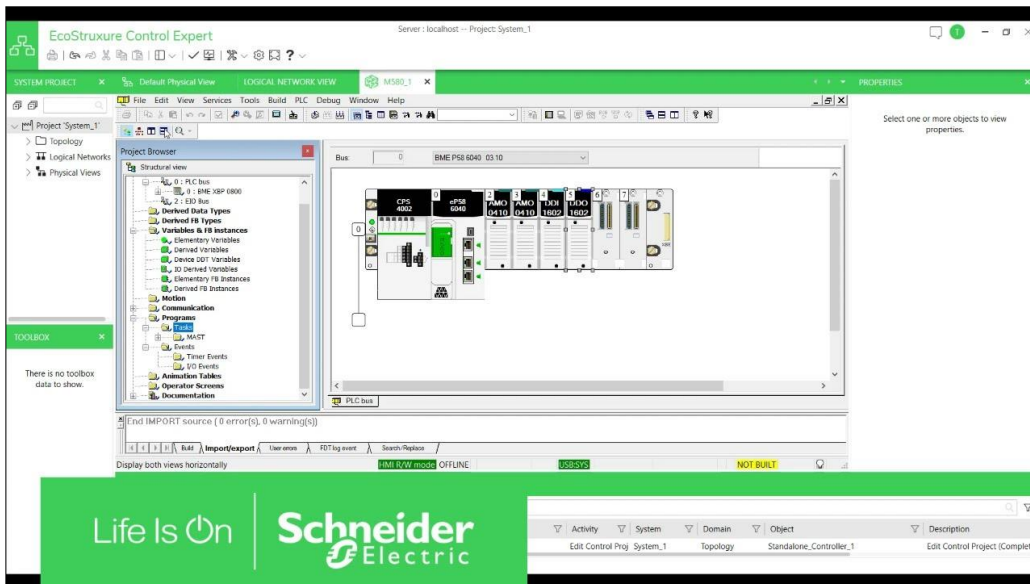 EcoStruxure Control Expert
Server : localhost -- Project: System_1
T
SYSTEM PROJECT
Default Physical View
LOGICAL NETWORK VIEW
M580_1
PROPERTIES
File Edit View Services Tools Build PLC Debug Window Help
Select one or more objects to view
properties.
Project 'System_1'
Topology
Logical Networks
Physical Views
Project Browser
Structural view
0 : PLC bus
0 : BME XBP 0800
2 : EIO Bus
Derived Data Types
Derived FB Types
Variables & FB instances
Elementary Variables
Derived Variables
Device DDT Variables
IO Derived Variables
Elementary FB Instances
Derived FB Instances
Motion
Communication
Programs
Tasks
MAST
Events
Timer Events
I/O Events
Animation Tables
Operator Screens
Documentation
Bus:
0
BME P58 6040 03.10
0
CPS
4002
0
eP58
6040
2
AMO
0410
3
AMO
0410
4
DDI
1602
5
DDO
1602
6
7
XBE
PLC bus
TOOLBOX
There is no toolbox
data to show.
End IMPORT source ( 0 error(s), 0 warning(s))
Build
Import/export
User errors
FDT log event
Search/Replace
Display both views horizontally
HMI R/W mode
OFFLINE
USB:SYS
NOT BUILT
Life Is On
Schneider
Electric
Activity
System
Domain
Object
Description
Edit Control Proj
System_1
Topology
Standalone_Controller_1
Edit Control Project (Complet